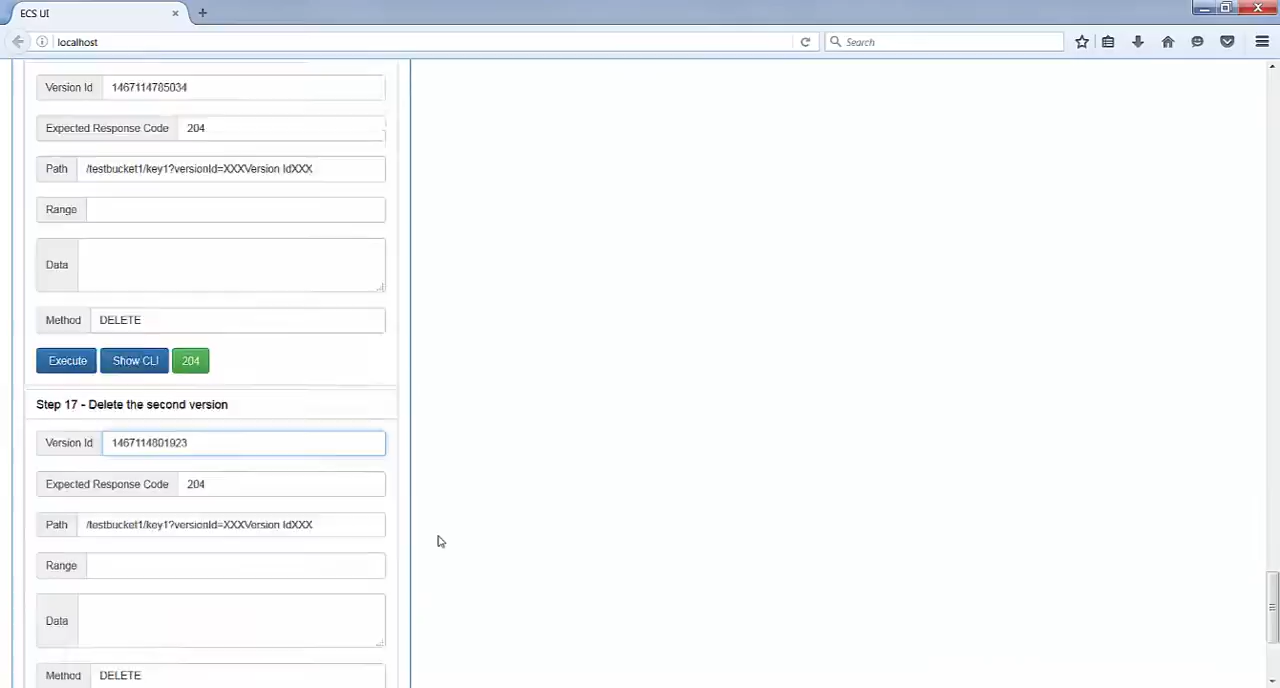 ECS UI
localhost
Search
Version Id 1467114785034
Expected Response Code 204
Path /testbucket1/key1?versionId=XXXVersion IdXXX
Range
Data
Method DELETE
Execute Show CLI 204
Step 17 - Delete the second version
Version Id 1467114801923
Expected Response Code 204
Path /testbucket1/key1?versionId=XXXVersion IdXXX
Range
Data
Method DELETE